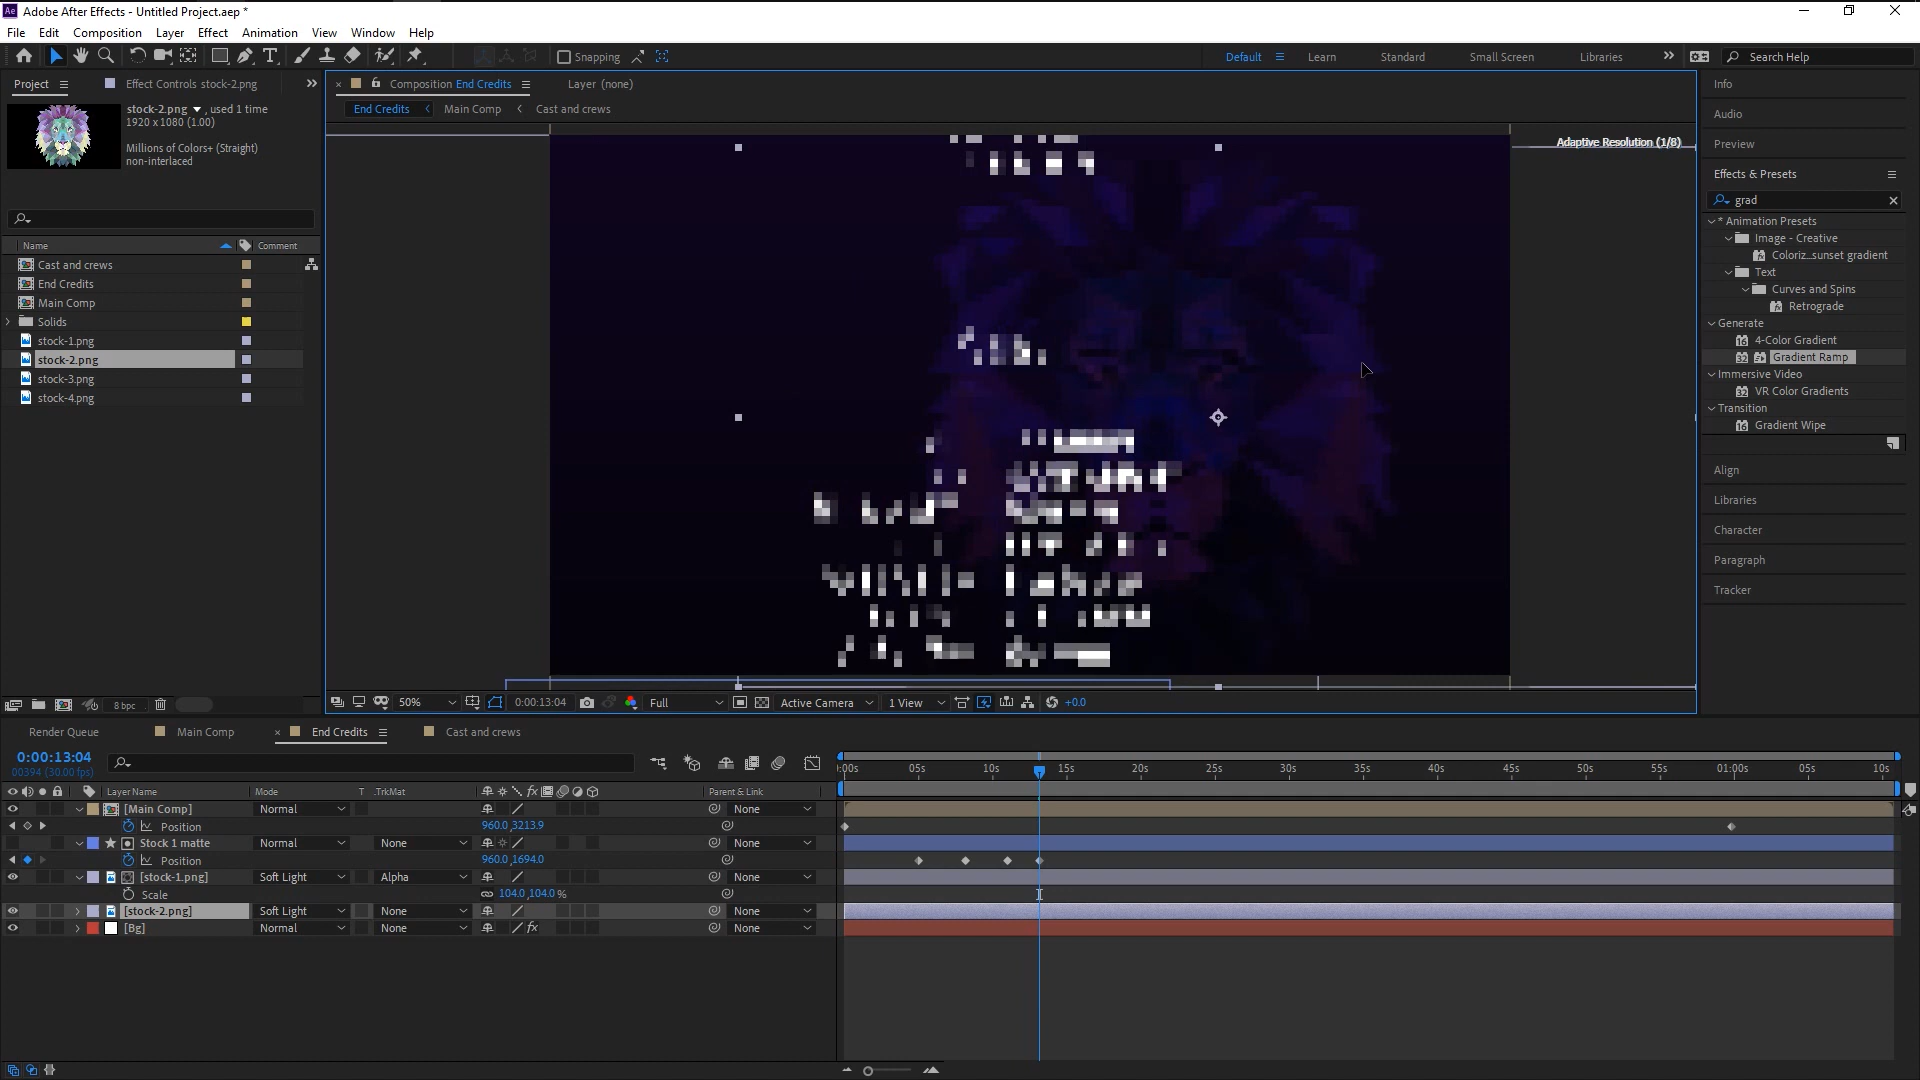 Adobe After Effects - Untitled Project.aep *
File Edit Composition Layer Effect Animation View Window Help
Snapping
Default Learn Standard Small Screen Libraries Search Help
Project Effect Controls stock-2.png
stock-2.png , used 1 time
1920 x 1080 (1.00)
Millions of Colors+ (Straight)
non-interlaced
Name Comment
Cast and crews
End Credits
Main Comp
Solids
stock-1.png
stock-2.png
stock-3.png
stock-4.png
8 bpc
Composition End Credits Layer (none)
End Credits Main Comp Cast and crews
Adaptive Resolution (1/8)
50% 0:00:13:04 Full Active Camera 1 View +0.0
Info
Audio
Preview
Effects & Presets
grad
* Animation Presets
Image - Creative
Coloriz...sunset gradient
Text
Curves and Spins
Retrograde
Generate
4-Color Gradient
Gradient Ramp
Immersive Video
VR Color Gradients
Transition
Gradient Wipe
Align
Libraries
Character
Paragraph
Tracker
Render Queue Main Comp End Credits Cast and crews
0:00:13:04
00394 (30.00 fps)
:00s 05s 10s 15s 20s 25s 30s 35s 40s 45s 50s 55s 01:00s 05s 10s
Layer Name Mode T .TrkMat Parent & Link
[Main Comp] Normal None
Position 960.0,3213.9
Stock 1 matte Normal None None
Position 960.0,1694.0
[stock-1.png] Soft Light Alpha None
Scale 104.0,104.0%
[stock-2.png] Soft Light None None
[Bg] Normal None None